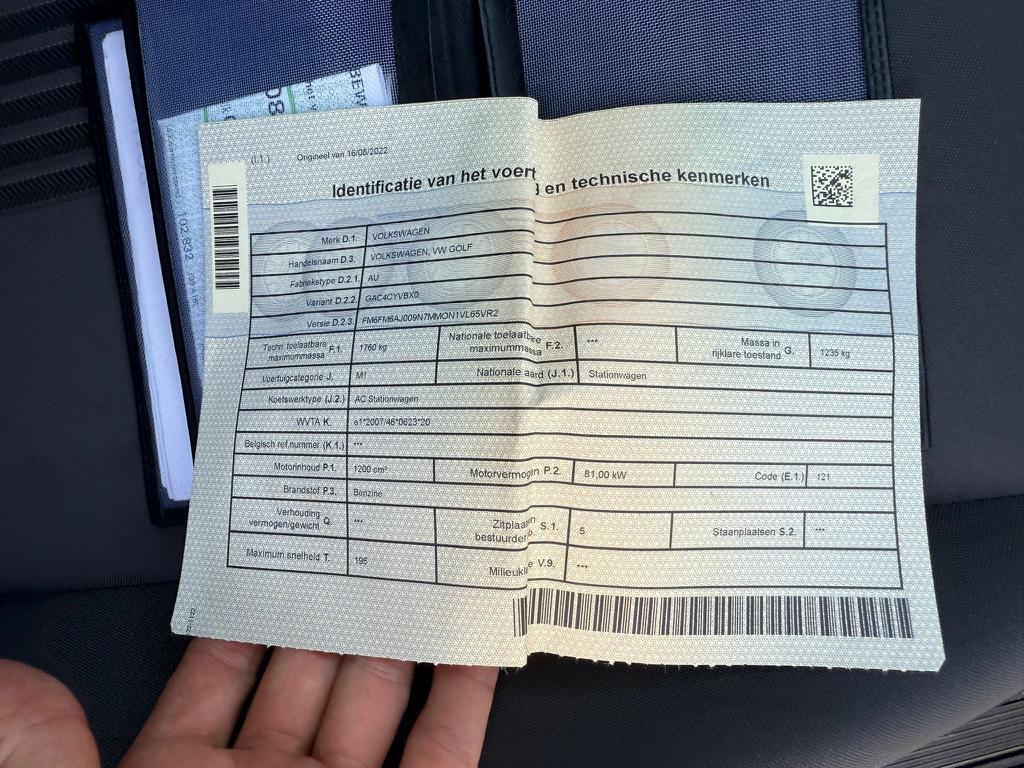 BEW
08
102 832
(I.1.) Origineel van 16/08/2022
Identificatie van het voert en technische kenmerken
Merk D.1. VOLKSWAGEN
Handelsnaam D.3. VOLKSWAGEN, VW GOLF
Fabriekstype D.2.1. AU
Variant D.2.2. GAC4CYVBX0
Versie D.2.3. FM6FM6AJ009N7MMON1VL65VR2
Techn. toelaatbare maximummassa F.1. 1760 kg Nationale toelaatbare maximummassa F.2. *** Massa in rijklare toestand G. 1235 kg
Voertuigcategorie J. M1 Nationale aard (J.1.) Stationwagen
Koetswerktype (J.2.) AC Stationwagen
WVTA K. e1*2007/46*0623*20
Belgisch ref.nummer (K.1.) ***
Motorinhoud P.1. 1200 cm³ Motorvermogen P.2. 81,00 kW Code (E.1.) 121
Brandstof P.3. Benzine
Verhouding vermogen/gewicht Q. *** Zitplaatsen bestuurder S.1. 5 Staanplaatsen S.2. ***
Maximum snelheid T. 195 Milieukl e V.9. ***